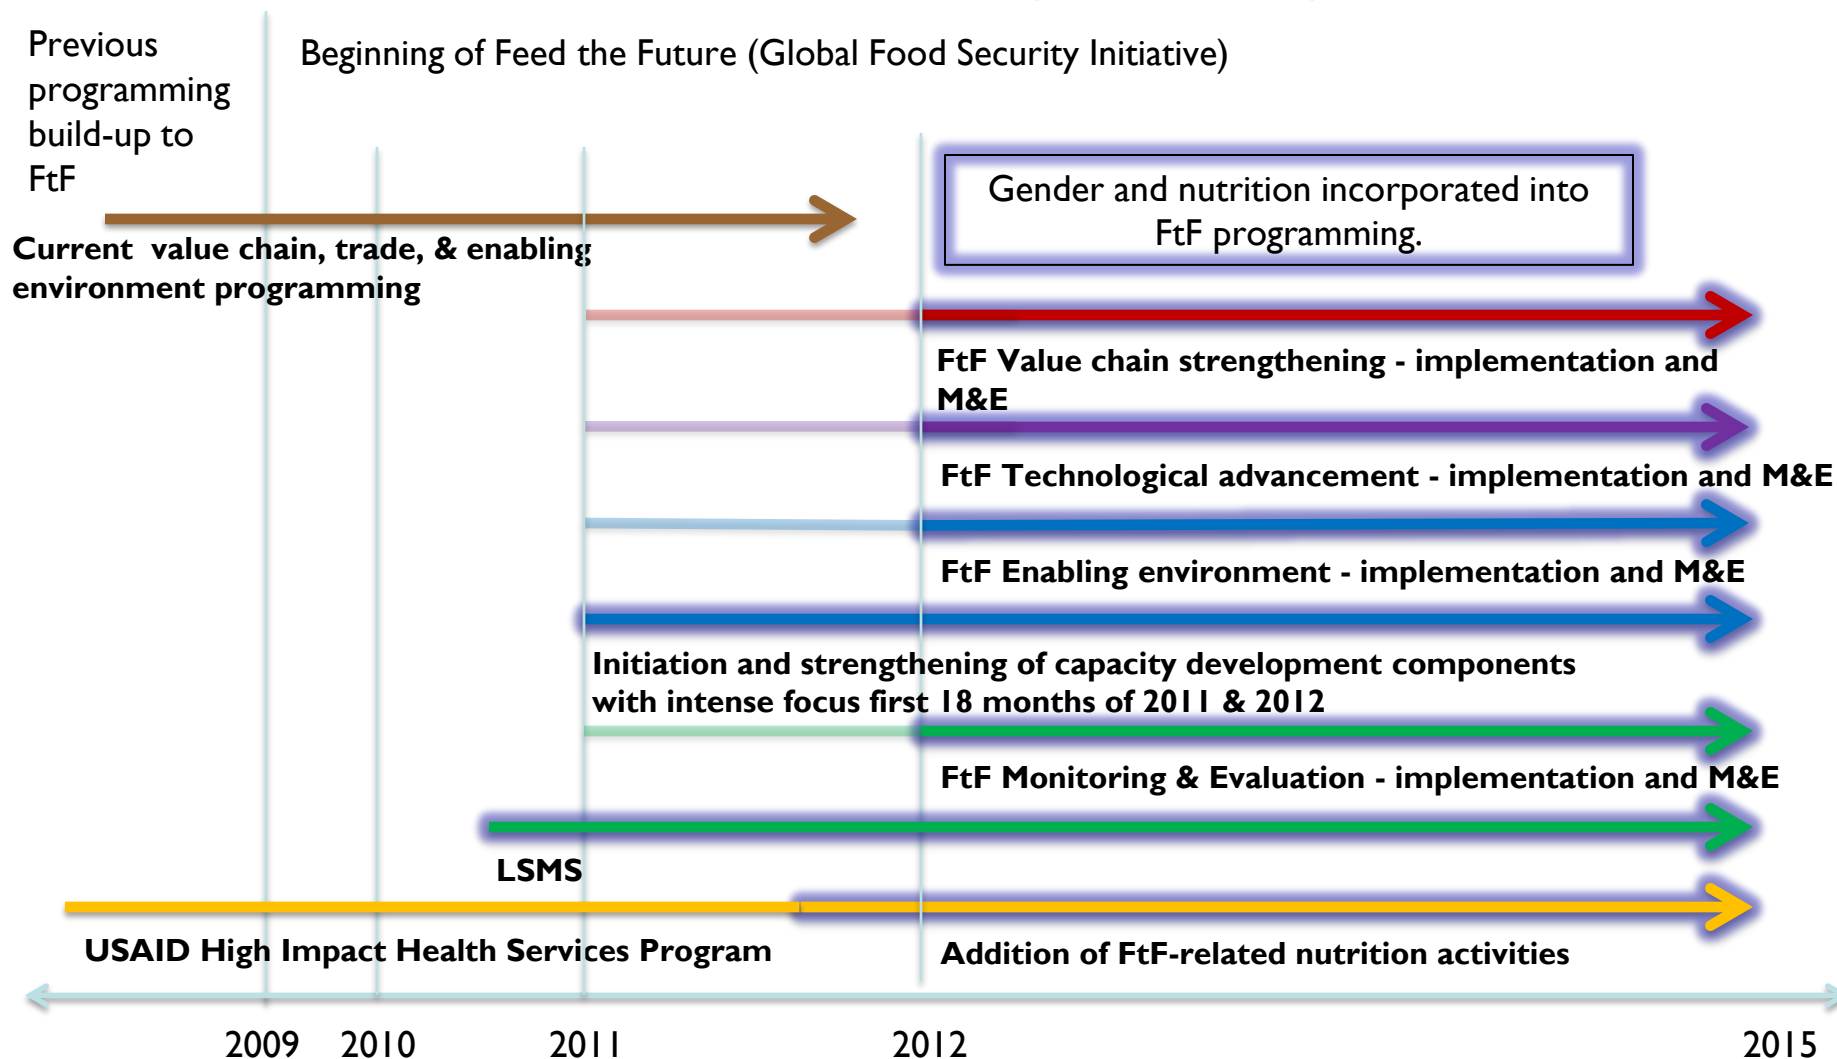 Previous
programming
build-up to
FtF
Beginning of Feed the Future (Global Food Security Initiative)
Gender and nutrition incorporated into
FtF programming.
Current value chain, trade, & enabling
environment programming
FtF Value chain strengthening - implementation and
M&E
FtF Technological advancement - implementation and M&E
FtF Enabling environment - implementation and M&E
Initiation and strengthening of capacity development components
with intense focus first 18 months of 2011 & 2012
FtF Monitoring & Evaluation - implementation and M&E
LSMS
USAID High Impact Health Services Program
Addition of FtF-related nutrition activities
2009 2010 2011 2012 2015